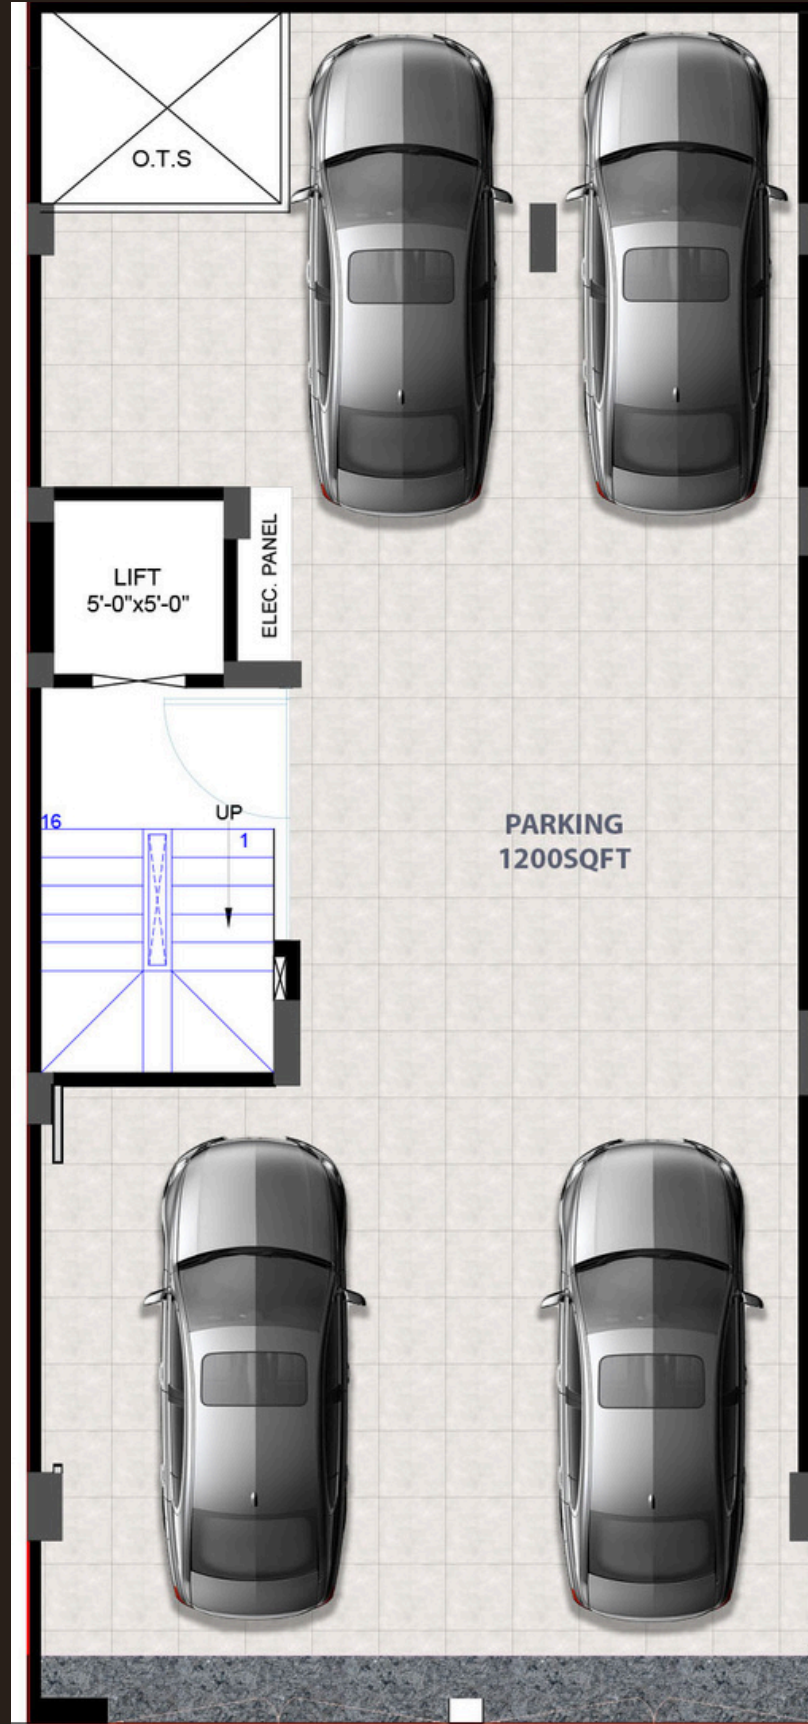 O.T.S
LIFT
5'-0"x5'-0"
ELEC. PANEL
UP
16
1
PARKING
1200SQFT